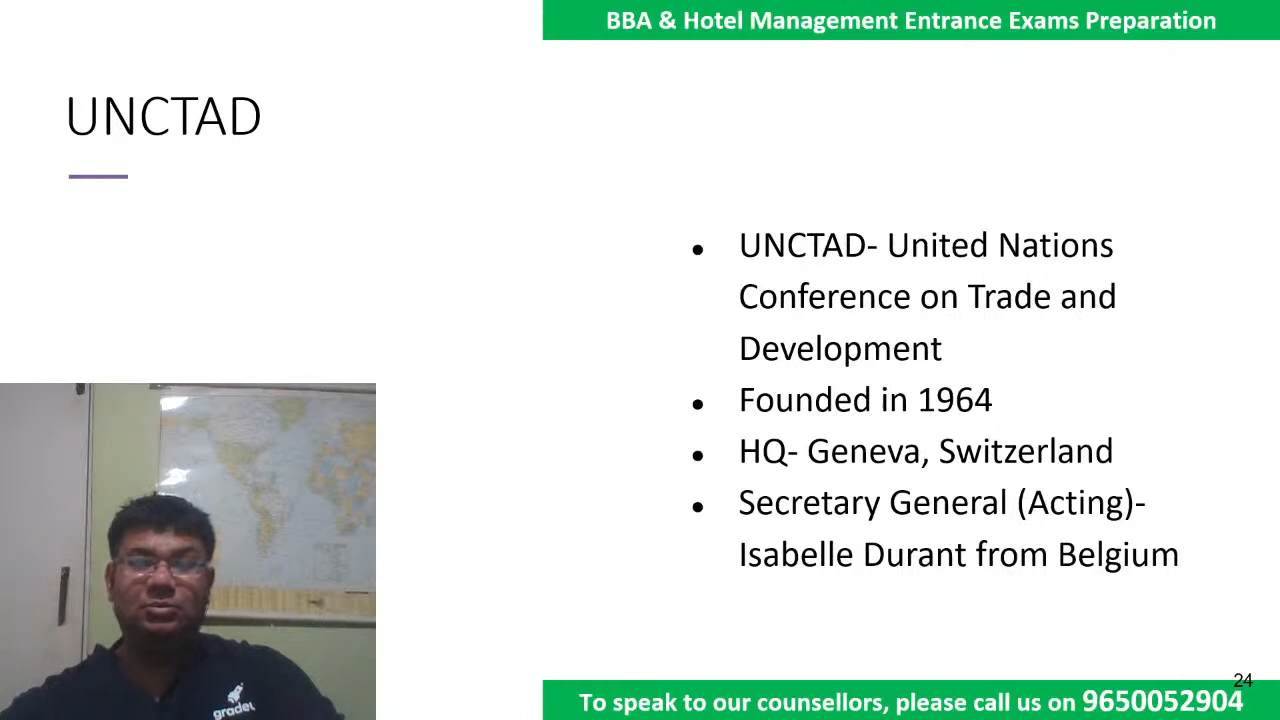 BBA & Hotel Management Entrance Exams Preparation
UNCTAD
● UNCTAD- United Nations
Conference on Trade and
Development
● Founded in 1964
● HQ- Geneva, Switzerland
● Secretary General (Acting)-
Isabelle Durant from Belgium
gradeu
24
To speak to our counsellors, please call us on 9650052904